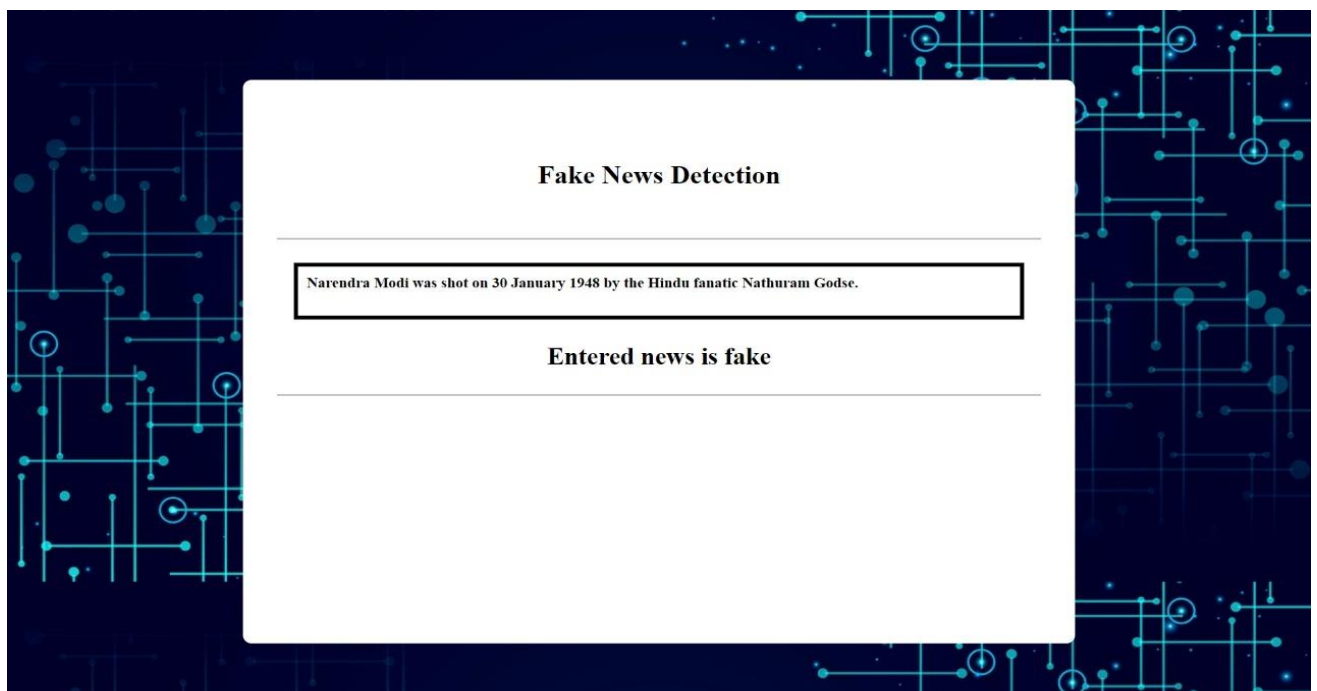 Fake News Detection
Narendra Modi was shot on 30 January 1948 by the Hindu fanatic Nathuram Godse.
Entered news is fake